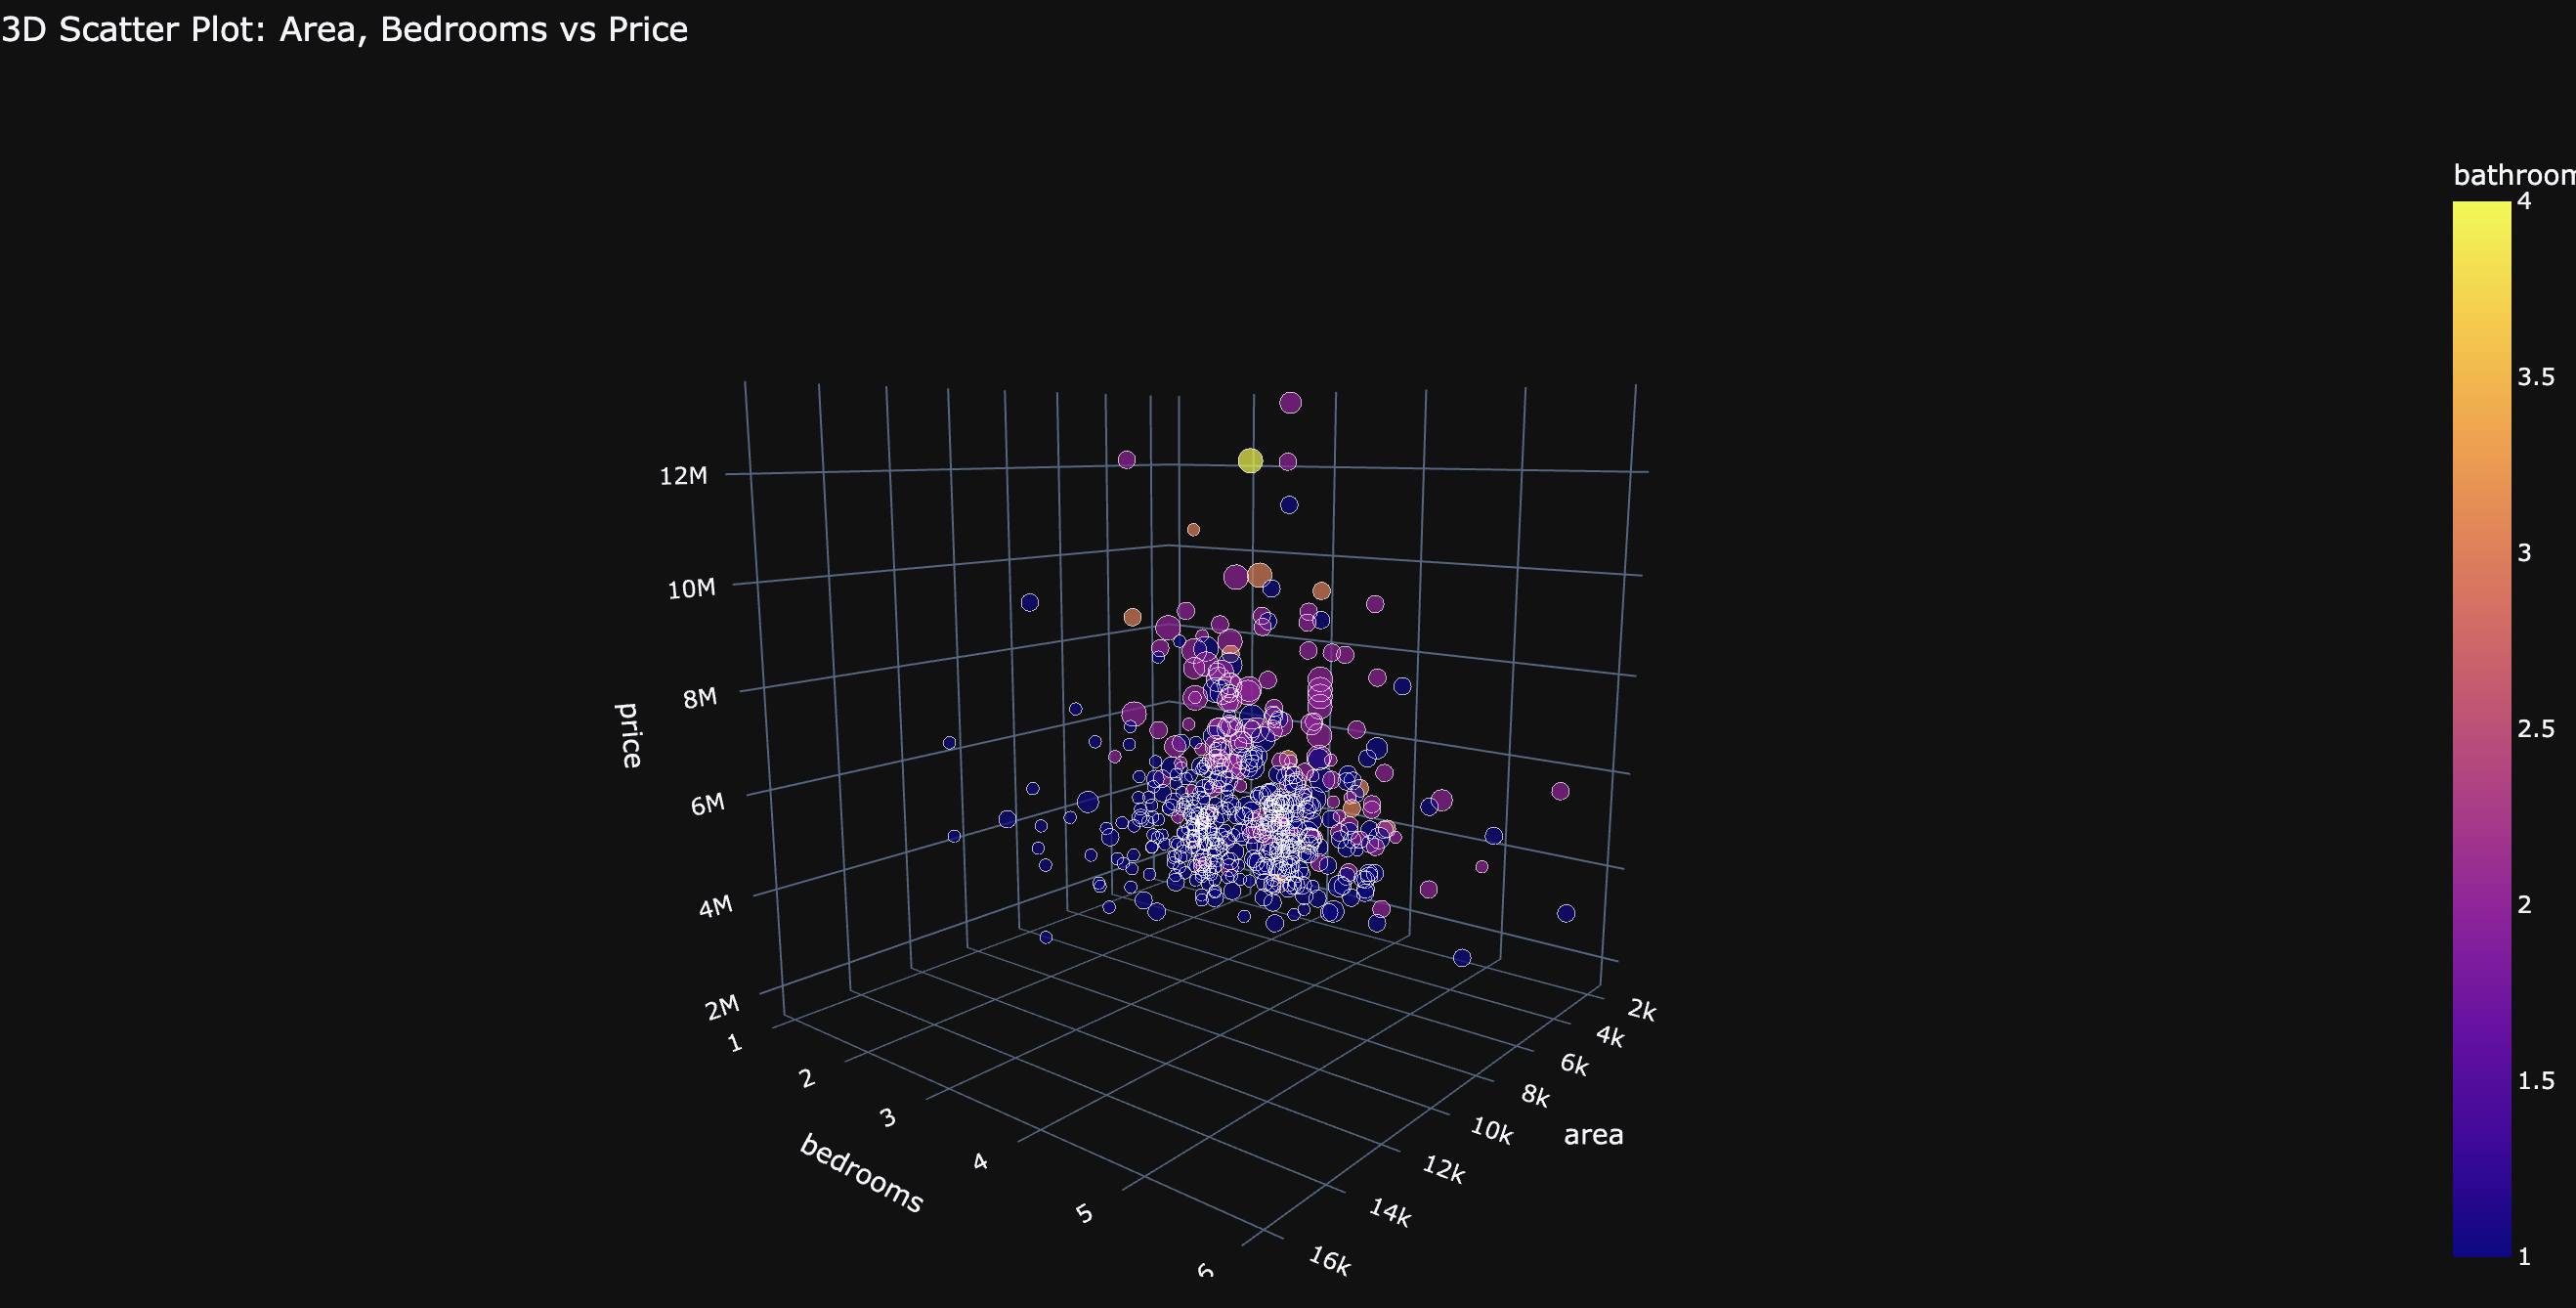 3D Scatter Plot: Area, Bedrooms vs Price
bathroom
4
3.5
3
2.5
2
1.5
1
12M
10M
8M
6M
4M
2M
price
1
2
3
4
5
6
bedrooms
2k
4k
6k
8k
10k
12k
14k
16k
area